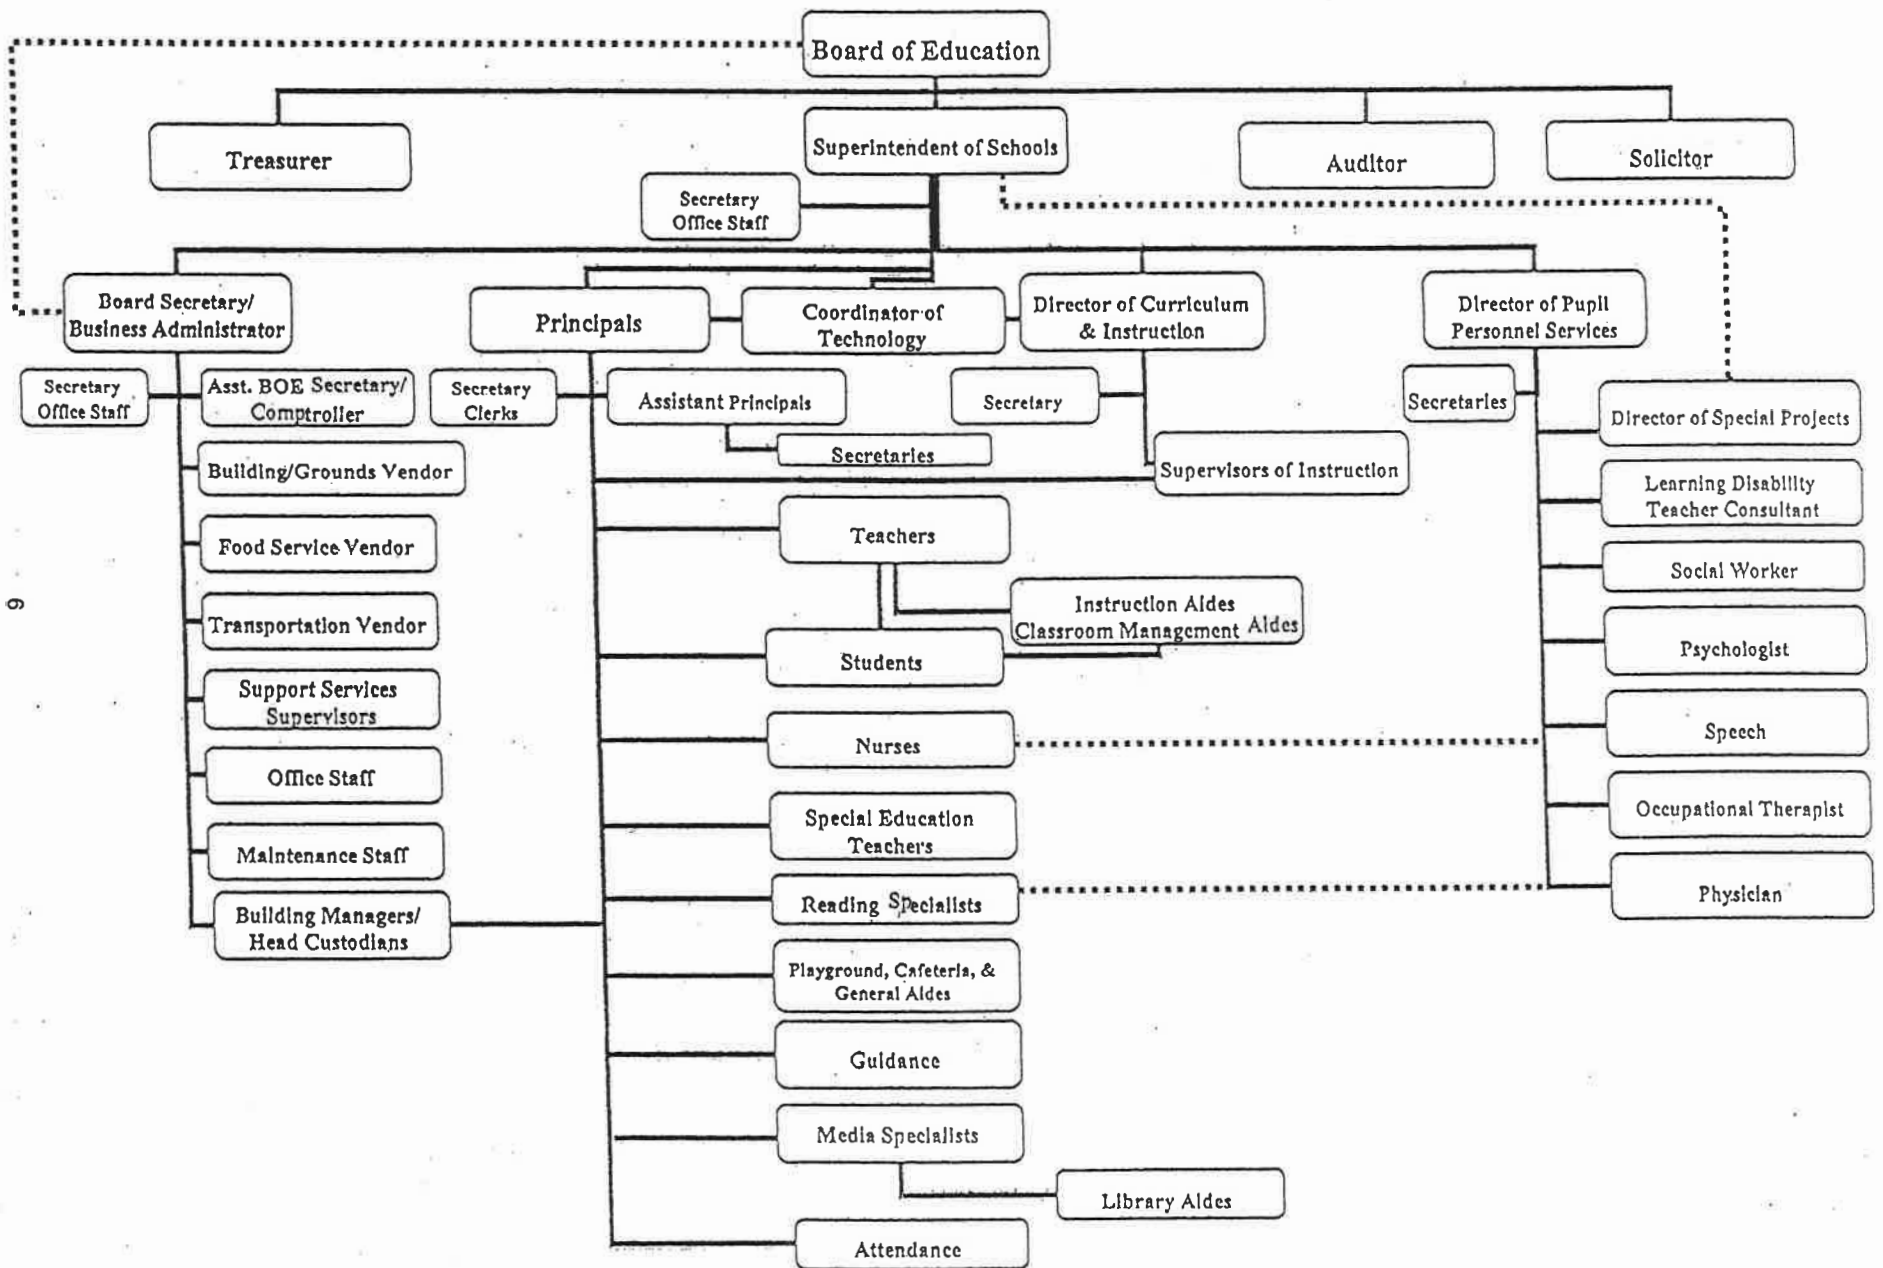 Board of Education
Treasurer
Superintendent of Schools
Auditor
Solicitor
Secretary
Office Staff
Board Secretary/
Business Administrator
Principals
Coordinator of
Technology
Director of Curriculum
& Instruction
Director of Pupil
Personnel Services
Secretary
Office Staff
Asst. BOE Secretary/
Comptroller
Secretary
Clerks
Assistant Principals
Secretaries
Secretary
Supervisors of Instruction
Secretaries
Director of Special Projects
Building/Grounds Vendor
Food Service Vendor
Transportation Vendor
Support Services
Supervisors
Office Staff
Maintenance Staff
Building Managers/
Head Custodians
Teachers
Instruction Aides
Classroom Management Aides
Students
Nurses
Special Education
Teachers
Reading Specialists
Playground, Cafeteria, &
General Aides
Guidance
Media Specialists
Library Aides
Attendance
Learning Disability
Teacher Consultant
Social Worker
Psychologist
Speech
Occupational Therapist
Physician
9